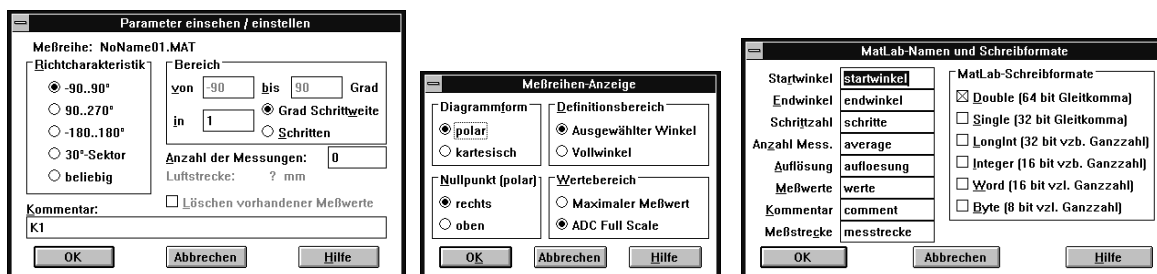 Parameter einsehen / einstellen
Meßreihe: NoName01.MAT
Richtcharakteristik
-90..90°
90..270°
-180..180°
30°-Sektor
beliebig
Bereich
von -90 bis 90 Grad
in 1 Grad Schrittweite
Schritten
Anzahl der Messungen: 0
Luftstrecke: ? mm
Löschen vorhandener Meßwerte
Kommentar:
K1
OK Abbrechen Hilfe
Meßreihen-Anzeige
Diagrammform
polar
kartesisch
Definitionsbereich
Ausgewählter Winkel
Vollwinkel
Nullpunkt (polar)
rechts
oben
Wertebereich
Maximaler Meßwert
ADC Full Scale
OK Abbrechen Hilfe
MatLab-Namen und Schreibformate
Startwinkel startwinkel
Endwinkel endwinkel
Schrittzahl schritte
Anzahl Mess. average
Auflösung aufloesung
Meßwerte werte
Kommentar comment
Meßstrecke messtrecke
MatLab-Schreibformate
Double (64 bit Gleitkomma)
Single (32 bit Gleitkomma)
LongInt (32 bit vzb. Ganzzahl)
Integer (16 bit vzb. Ganzzahl)
Word (16 bit vzl. Ganzzahl)
Byte (8 bit vzl. Ganzzahl)
OK Abbrechen Hilfe